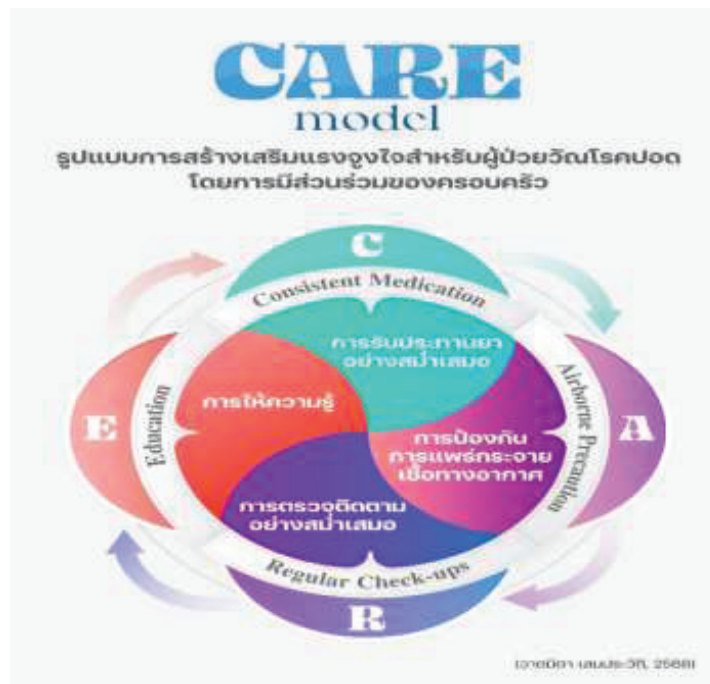 CARE
model
รูปแบบการสร้างเสริมแรงจูงใจสำหรับผู้ป่วยวัณโรคปอด
โดยการมีส่วนร่วมของครอบครัว
C
Consistent Medication
การรับประทานยา
อย่างสม่ำเสมอ
A
Airborne Precaution
การป้องกัน
การแพร่กระจาย
เชื้อทางอากาศ
R
Regular Check-ups
การตรวจติดตาม
อย่างสม่ำเสมอ
E
Education
การให้ความรู้
2568)